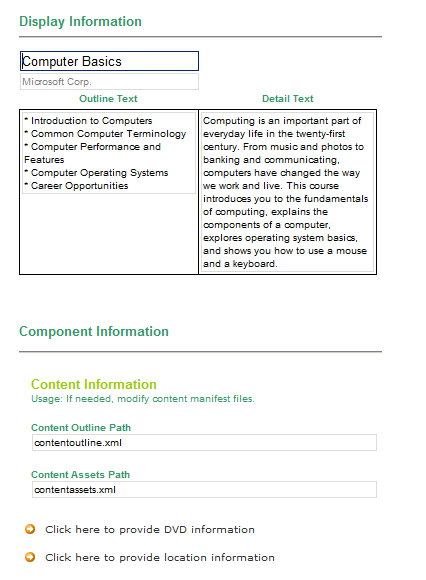 Display Information
Computer Basics
Microsoft Corp.
Outline Text
Detail Text
* Introduction to Computers
* Common Computer Terminology
* Computer Performance and
Features
* Computer Operating Systems
* Career Opportunities
Computing is an important part of
everyday life in the twenty-first
century. From music and photos to
banking and communicating,
computers have changed the way
we work and live. This course
introduces you to the fundamentals
of computing, explains the
components of a computer,
explores operating system basics,
and shows you how to use a mouse
and a keyboard.
Component Information
Content Information
Usage: If needed, modify content manifest files.
Content Outline Path
contentoutline.xml
Content Assets Path
contentassets.xml
Click here to provide DVD information
Click here to provide location information